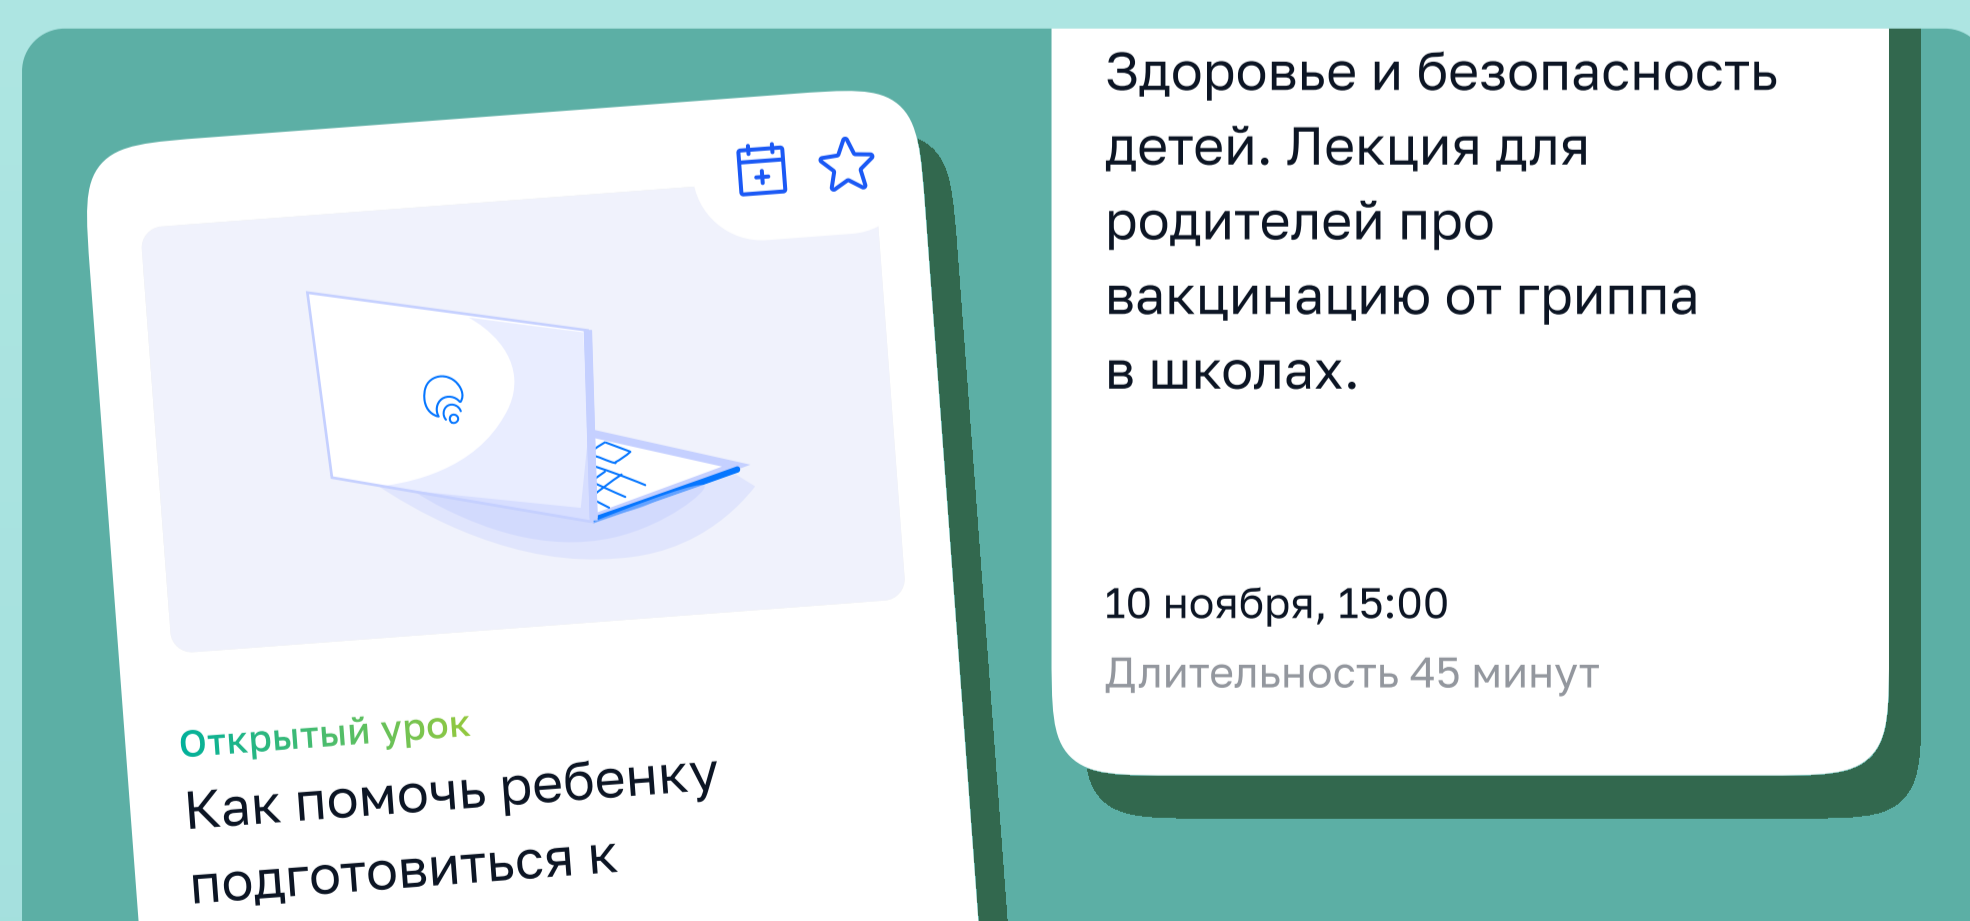 Открытый урок
Как помочь ребенку
подготовиться к
Здоровье и безопасность
детей. Лекция для
родителей про
вакцинацию от гриппа
в школах.
10 ноября, 15:00
Длительность 45 минут